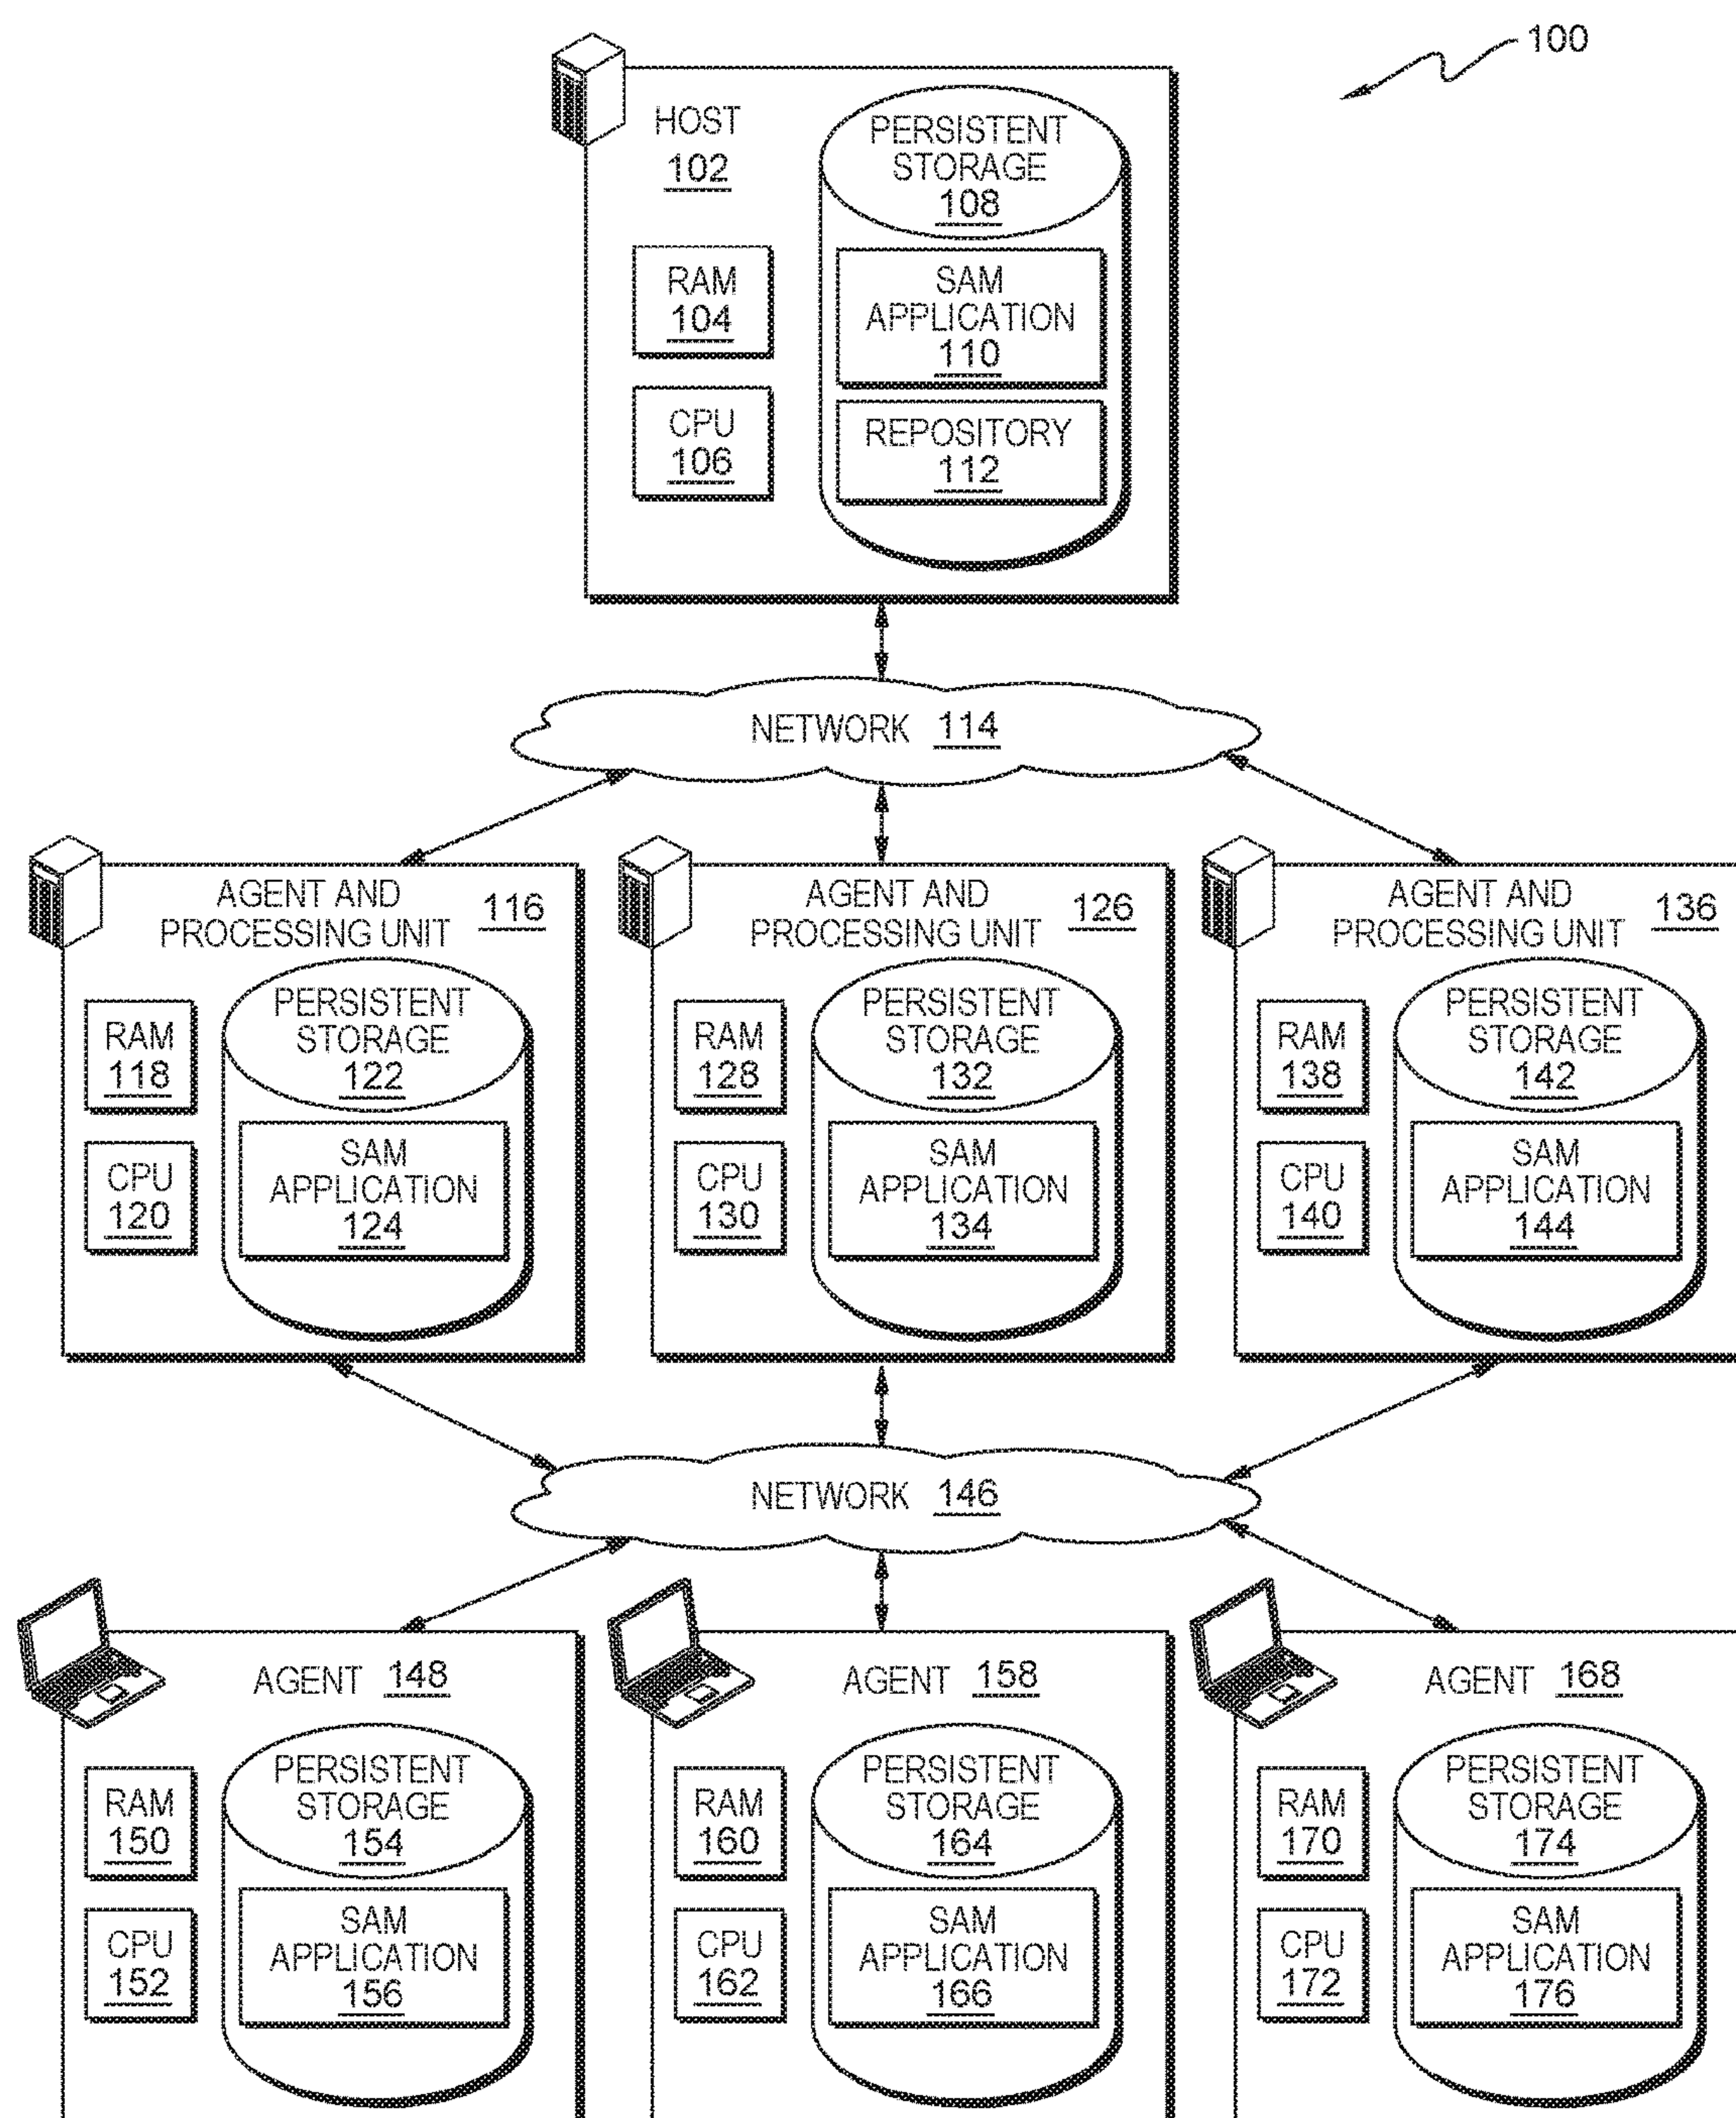 100
HOST
102
PERSISTENT
STORAGE
108
RAM
104
SAM
APPLICATION
110
CPU
106
REPOSITORY
112
NETWORK 114
AGENT AND
PROCESSING UNIT 116
RAM
118
PERSISTENT
STORAGE
122
CPU
120
SAM
APPLICATION
124
AGENT AND
PROCESSING UNIT 126
RAM
128
PERSISTENT
STORAGE
132
CPU
130
SAM
APPLICATION
134
AGENT AND
PROCESSING UNIT 136
RAM
138
PERSISTENT
STORAGE
142
CPU
140
SAM
APPLICATION
144
NETWORK 146
AGENT 148
RAM
150
PERSISTENT
STORAGE
154
CPU
152
SAM
APPLICATION
156
AGENT 158
RAM
160
PERSISTENT
STORAGE
164
CPU
162
SAM
APPLICATION
166
AGENT 168
RAM
170
PERSISTENT
STORAGE
174
CPU
172
SAM
APPLICATION
176